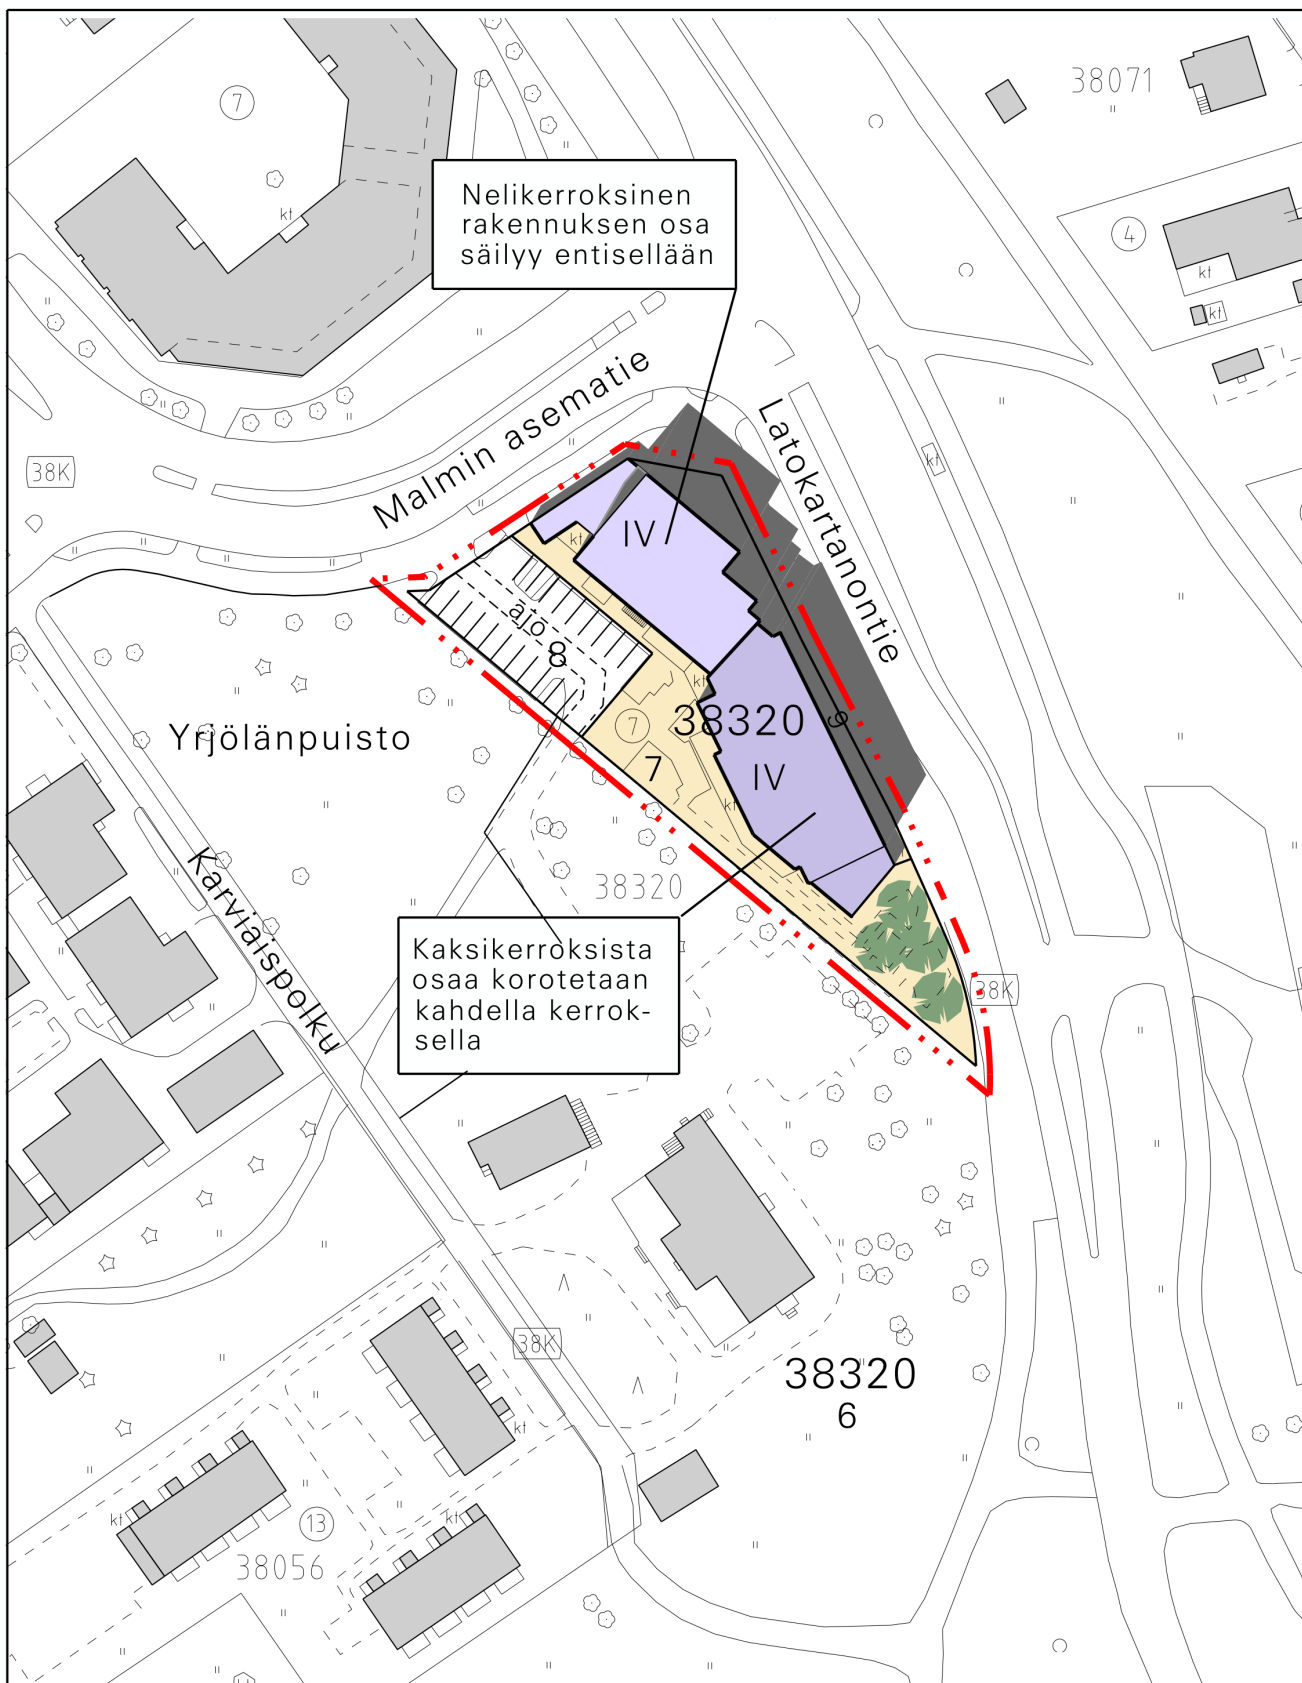 38071
7
Nelikerroksinen
rakennuksen osa
säilyy entisellään
kt
4
kt
kt
Malmin asematie
Latokartanontie
38K
kt
IV
kt
ajo
8
kt
7
38320
9
Yrjölänpuisto
7
IV
kt
38320
Karviaispolku
Kaksikerroksista
osaa korotetaan
kahdella kerrok-
sella
38K
38K
38320
6
kt
kt
kt
13
38056